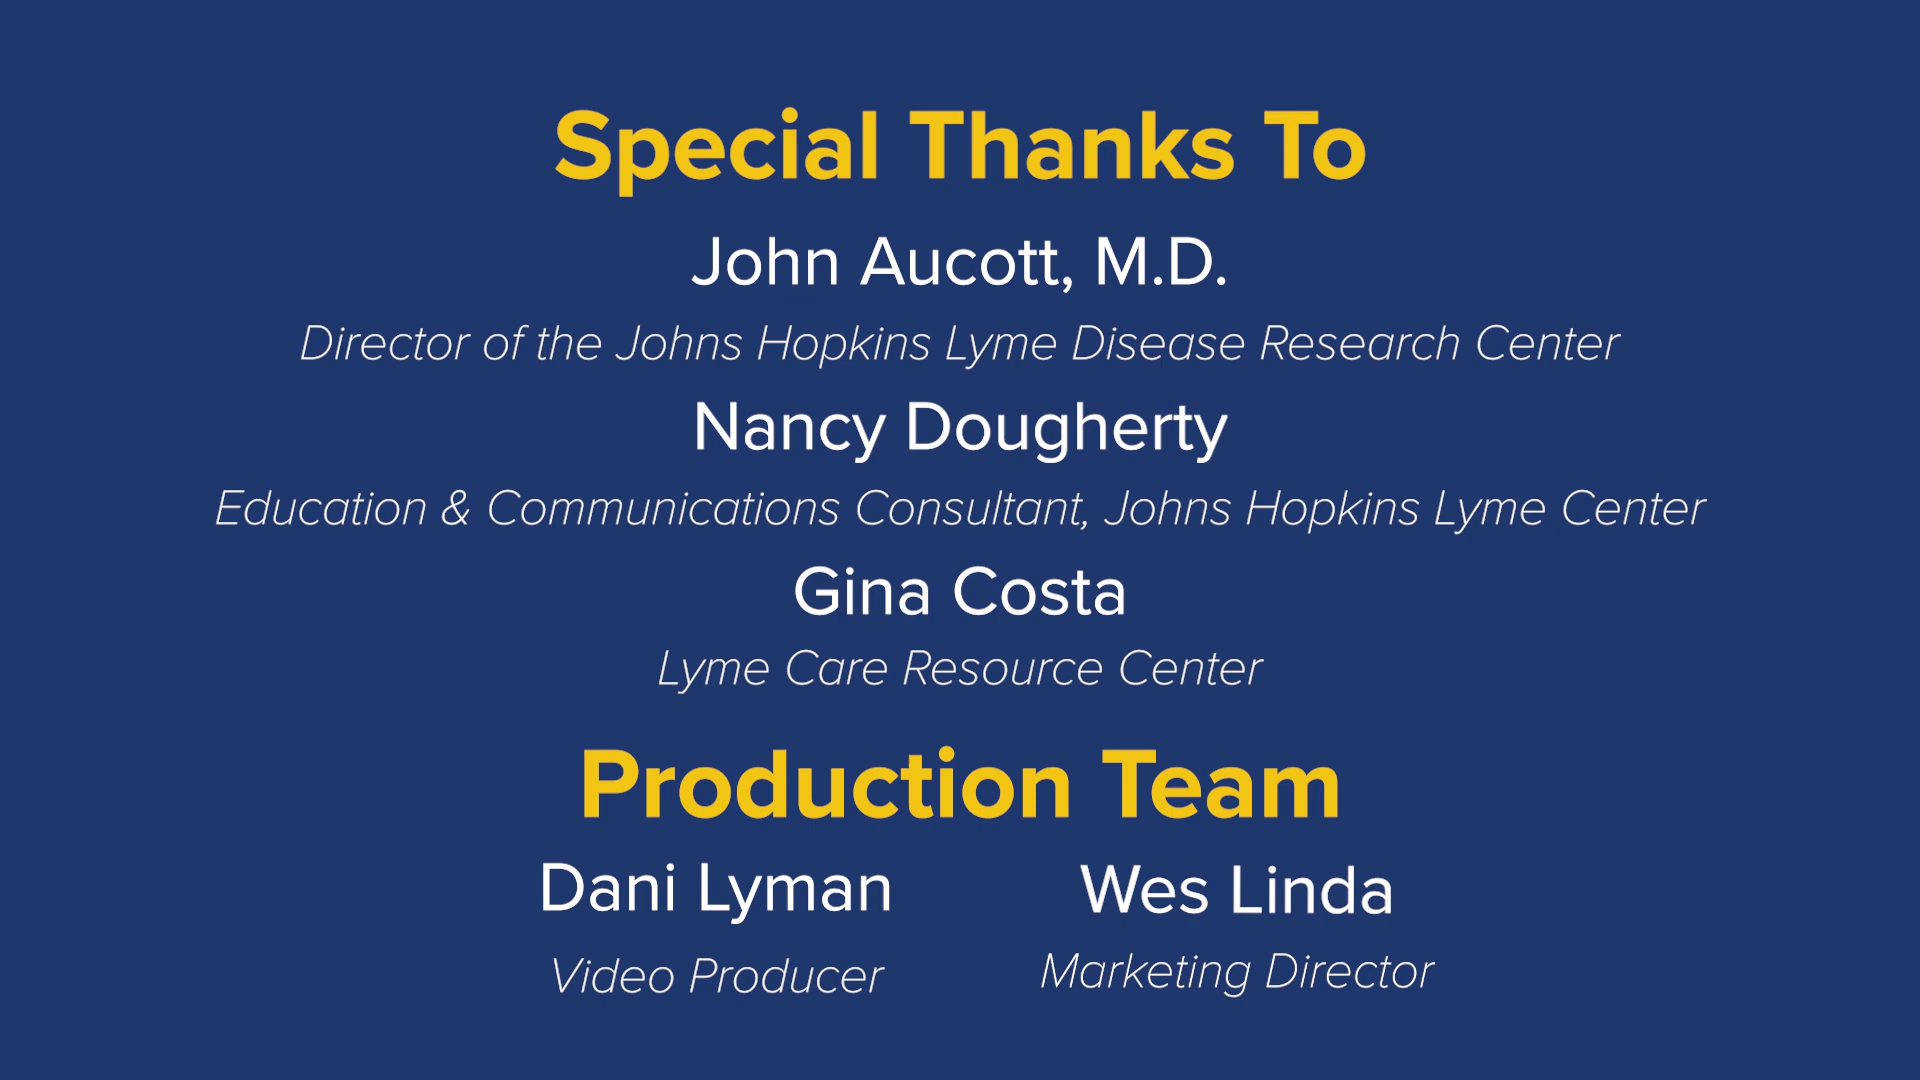 Special Thanks To
John Aucott, M.D.
Director of the Johns Hopkins Lyme Disease Research Center
Nancy Dougherty
Education & Communications Consultant, Johns Hopkins Lyme Center
Gina Costa
Lyme Care Resource Center
Production Team
Dani Lyman
Video Producer
Wes Linda
Marketing Director